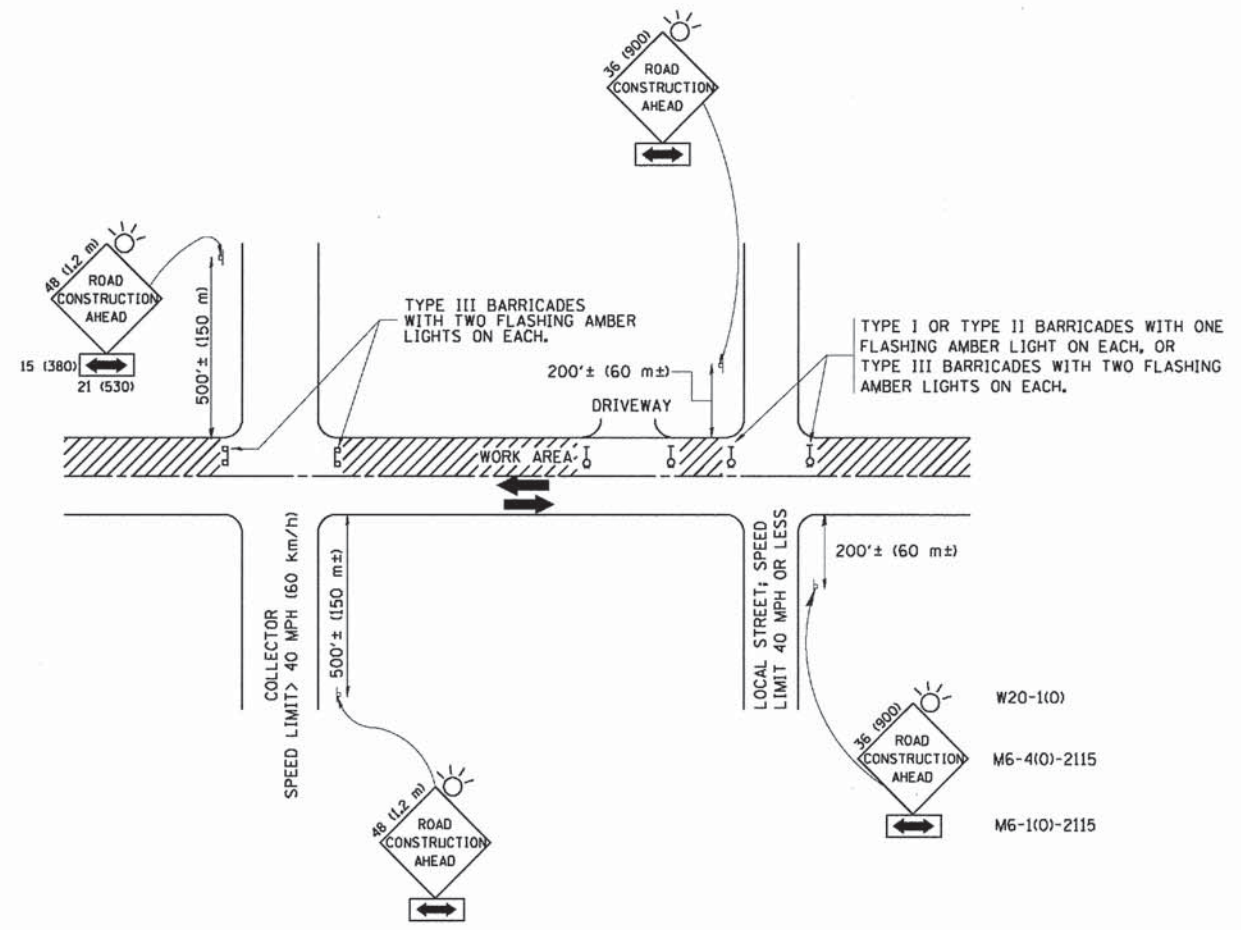 36 (900)
ROAD
CONSTRUCTION
AHEAD
48 (1.2 m)
ROAD
CONSTRUCTION
AHEAD
15 (380)
21 (530)
500'± (150 m)
TYPE III BARRICADES
WITH TWO FLASHING AMBER
LIGHTS ON EACH.
200'± (60 m±)
DRIVEWAY
TYPE I OR TYPE II BARRICADES WITH ONE
FLASHING AMBER LIGHT ON EACH, OR
TYPE III BARRICADES WITH TWO FLASHING
AMBER LIGHTS ON EACH.
WORK AREA
COLLECTOR
SPEED LIMIT> 40 MPH (60 km/h)
500'± (150 m±)
LOCAL STREET; SPEED
LIMIT 40 MPH OR LESS
200'± (60 m±)
48 (1.2 m)
ROAD
CONSTRUCTION
AHEAD
36 (900)
ROAD
CONSTRUCTION
AHEAD
W20-1(O)
M6-4(O)-2115
M6-1(O)-2115